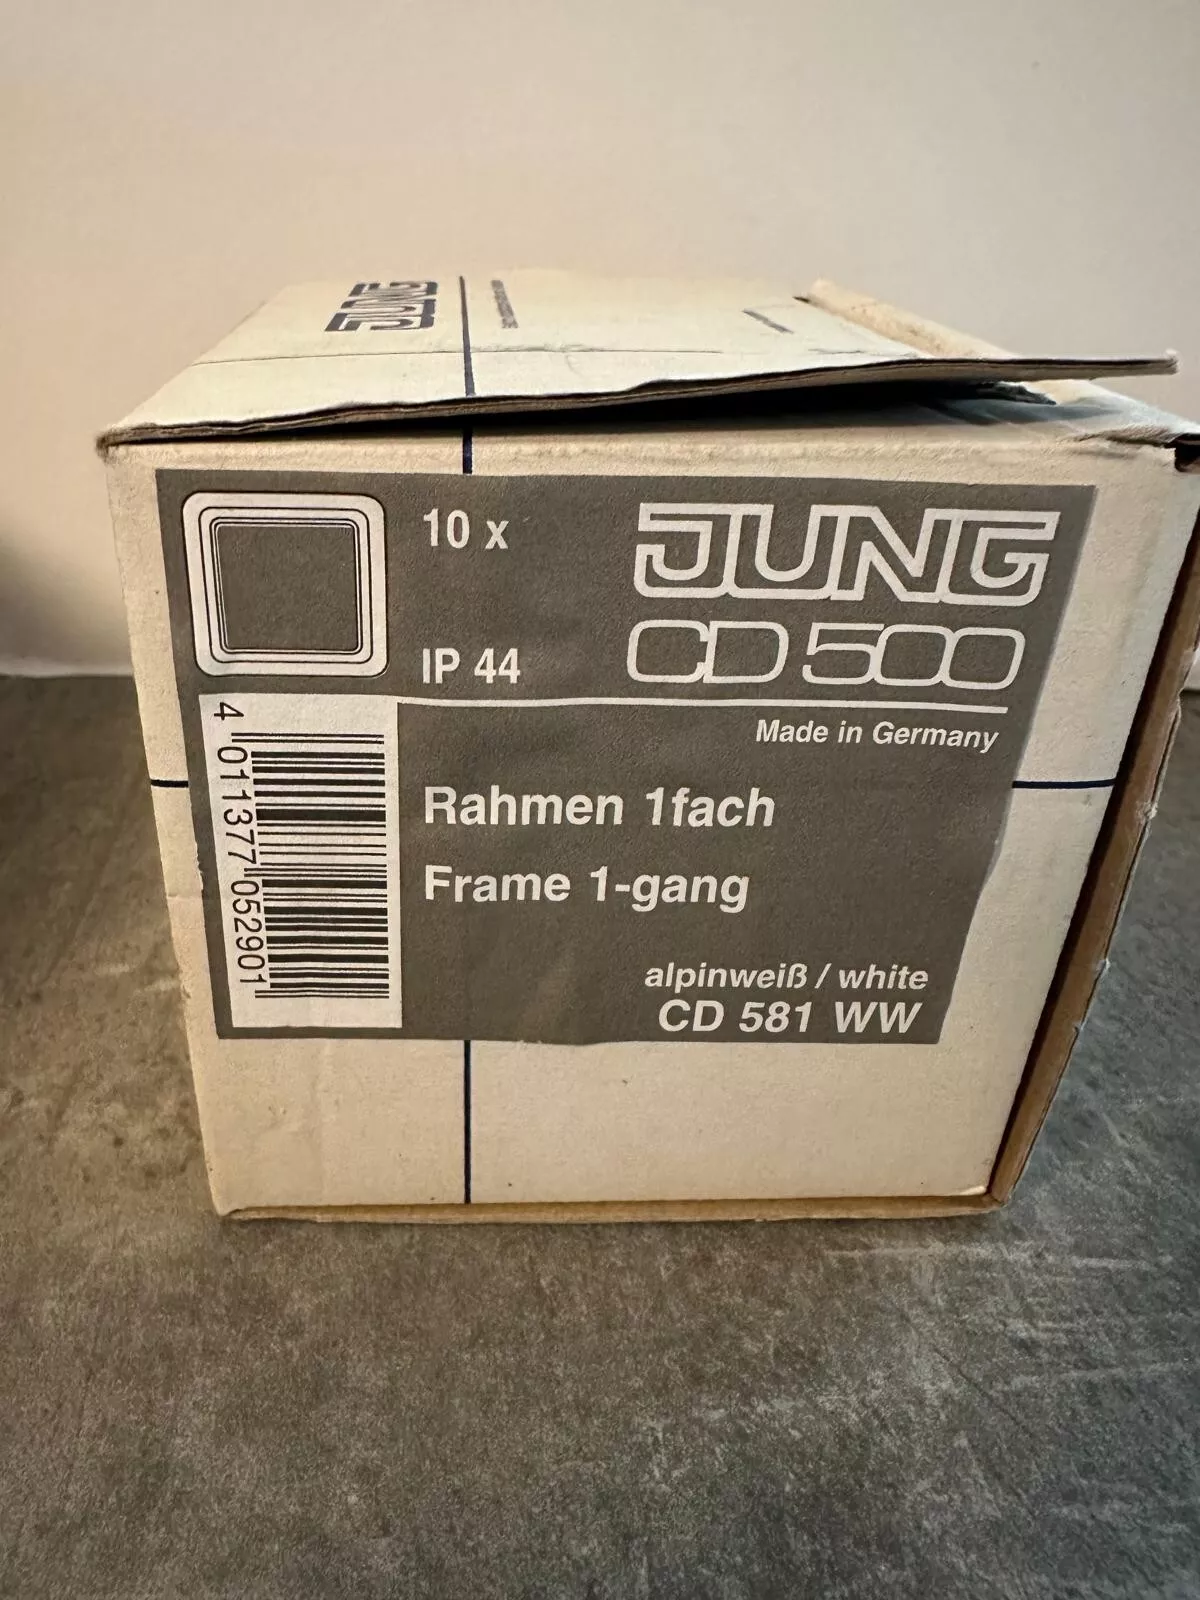 JUNG
10 x
JUNG
IP 44
CD 500
Made in Germany
Rahmen 1fach
Frame 1-gang
alpinweiß / white
CD 581 WW
4 011377 052901